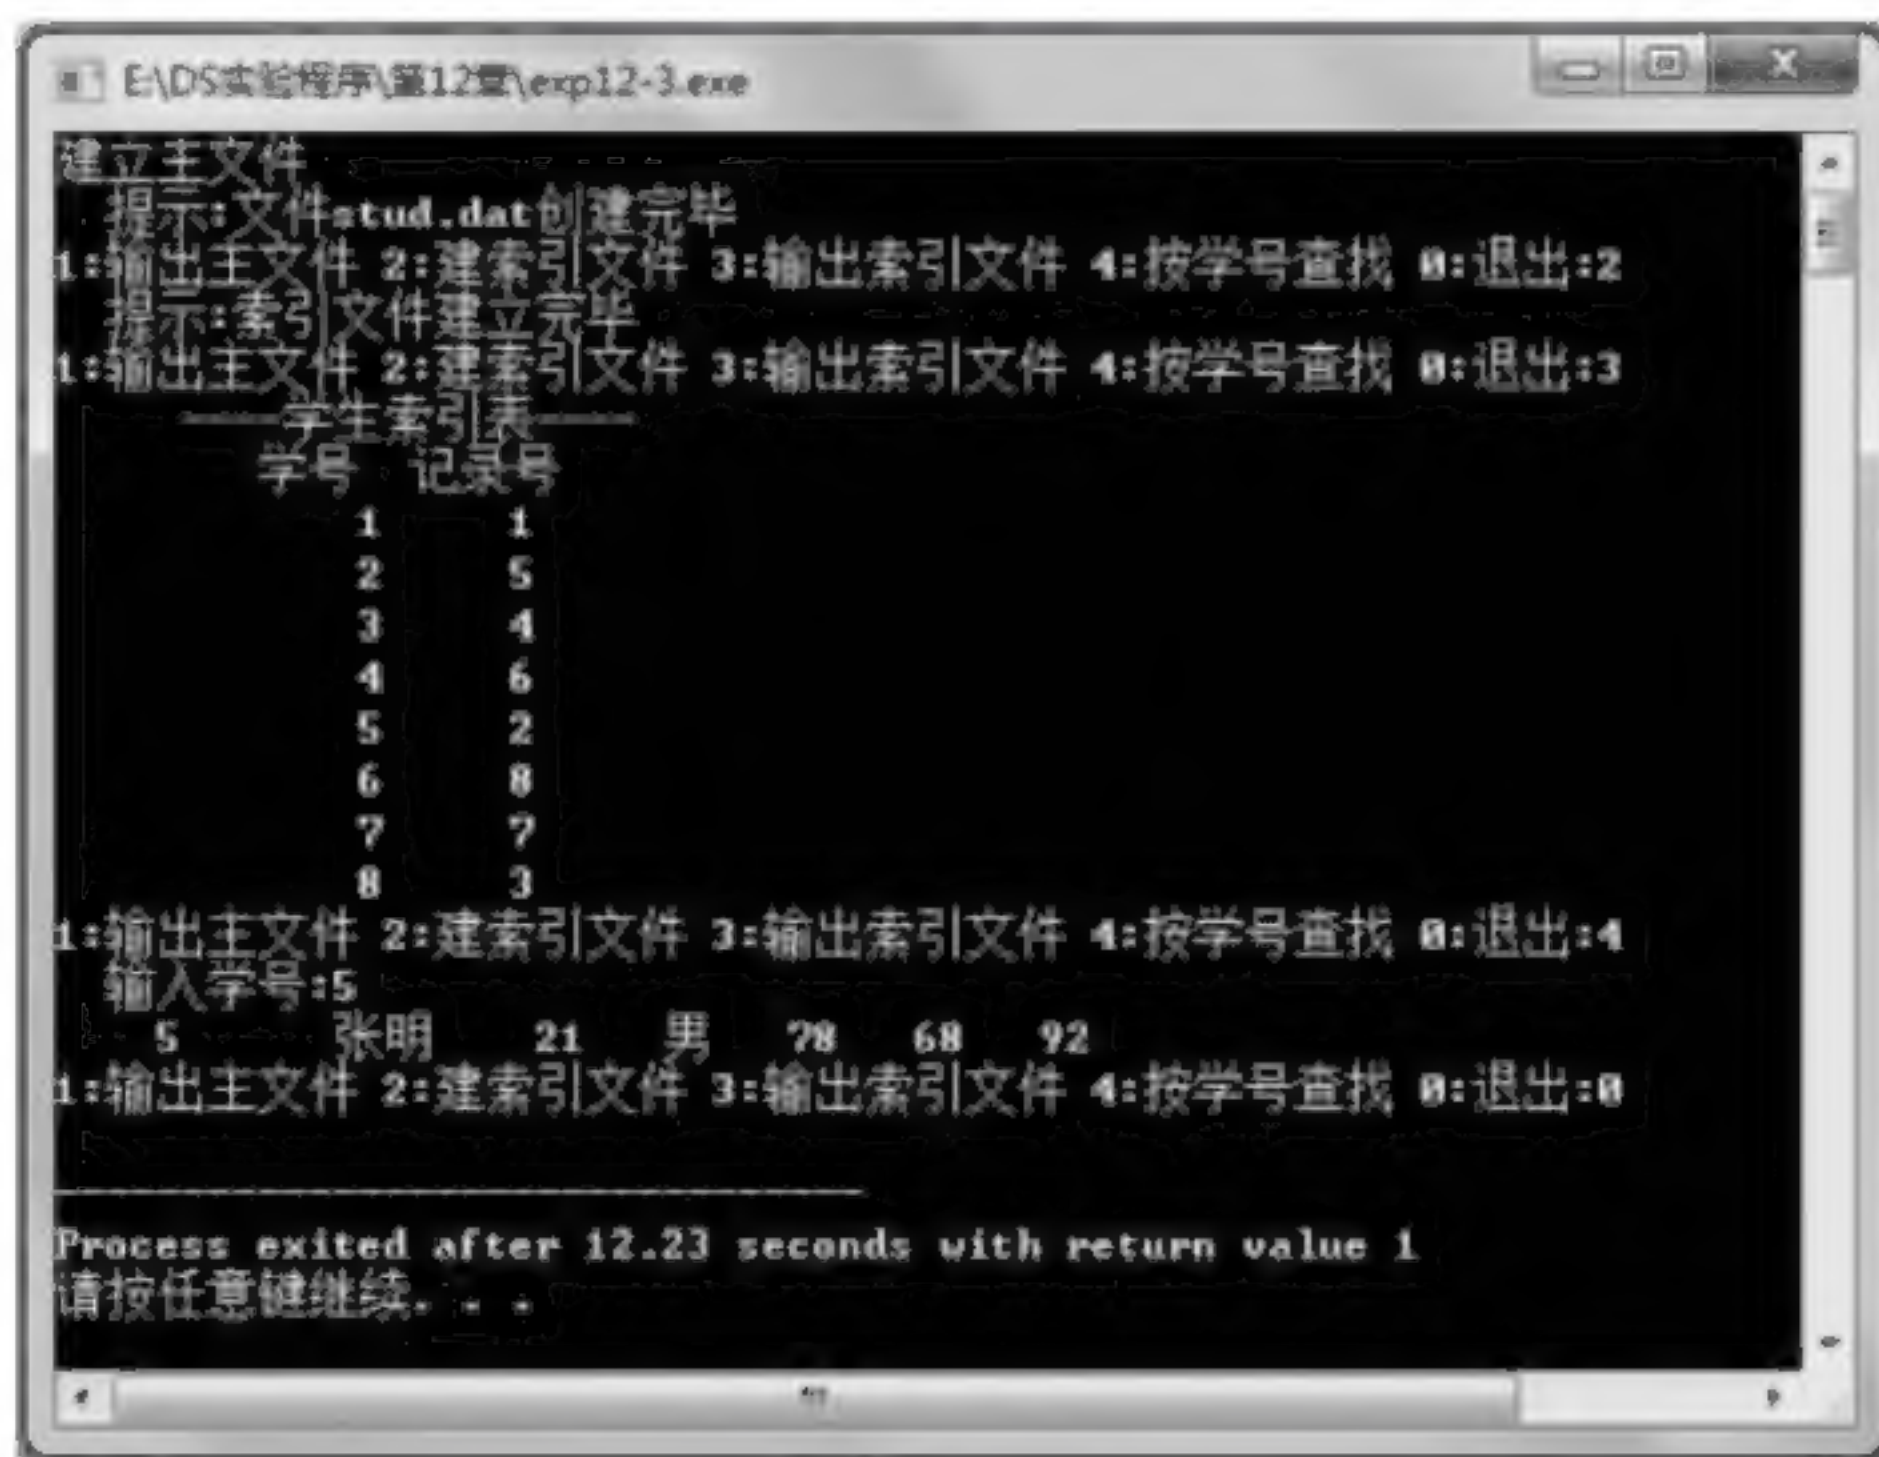 E:\DS实验程序\第12章\exp12-3.exe
建立主文件
提示:文件stud.dat创建完毕
1:输出主文件 2:建索引文件 3:输出索引文件 4:按学号查找 0:退出:2
提示:索引文件建立完毕
1:输出主文件 2:建索引文件 3:输出索引文件 4:按学号查找 0:退出:3
------学生索引表------
学号 记录号
1 1
2 5
3 4
4 6
5 2
6 8
7 7
8 3
1:输出主文件 2:建索引文件 3:输出索引文件 4:按学号查找 0:退出:4
输入学号:5
5 张明 21 男 78 68 92
1:输出主文件 2:建索引文件 3:输出索引文件 4:按学号查找 0:退出:0
--------------------------------
Process exited after 12.23 seconds with return value 1
请按任意键继续. . .